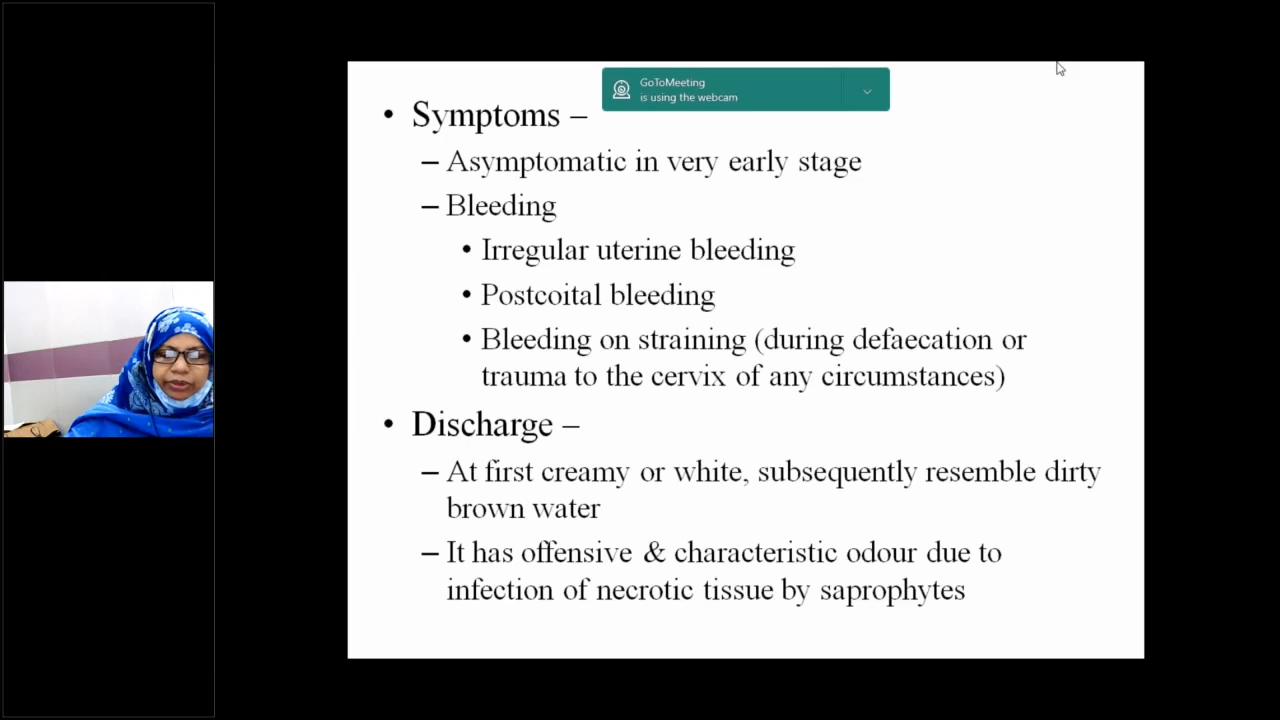 GoToMeeting
is using the webcam
• Symptoms –
– Asymptomatic in very early stage
– Bleeding
• Irregular uterine bleeding
• Postcoital bleeding
• Bleeding on straining (during defaecation or
trauma to the cervix of any circumstances)
• Discharge –
– At first creamy or white, subsequently resemble dirty
brown water
– It has offensive & characteristic odour due to
infection of necrotic tissue by saprophytes